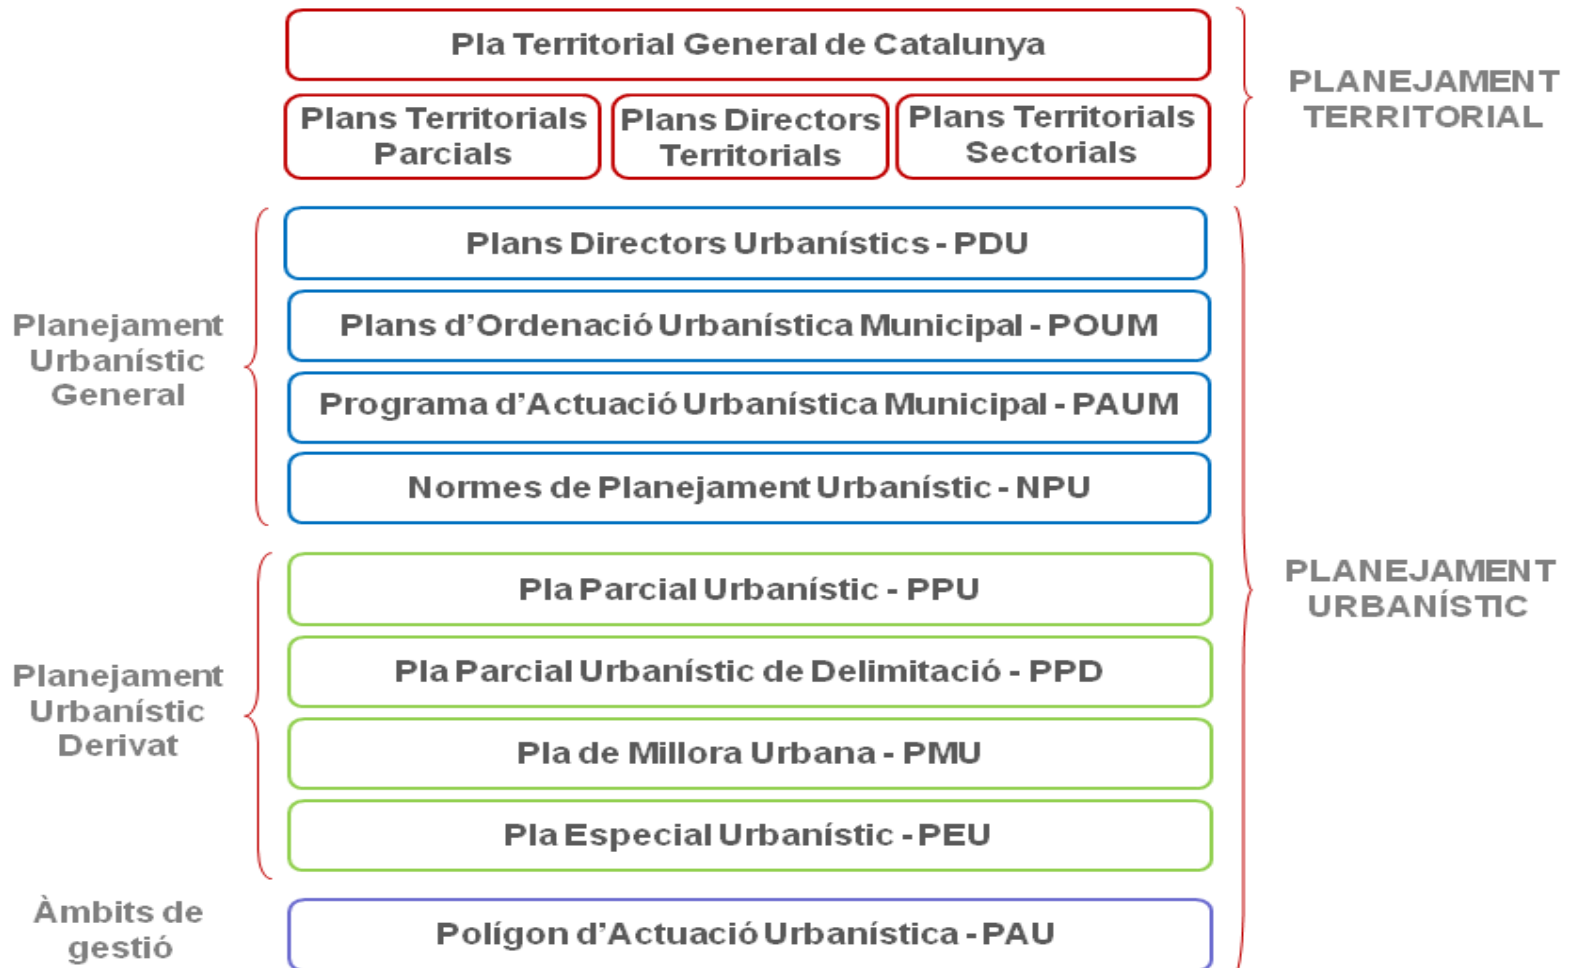 Pla Territorial General de Catalunya
PLANEJAMENT
TERRITORIAL
Plans Territorials
Parcials
Plans Directors
Territorials
Plans Territorials
Sectorials
Planejament
Urbanístic
General
Plans Directors Urbanístics - PDU
Plans d’Ordenació Urbanística Municipal - POUM
Programa d’Actuació Urbanística Municipal - PAUM
Normes de Planejament Urbanístic - NPU
PLANEJAMENT
URBANÍSTIC
Planejament
Urbanístic
Derivat
Pla Parcial Urbanístic - PPU
Pla Parcial Urbanístic de Delimitació - PPD
Pla de Millora Urbana - PMU
Pla Especial Urbanístic - PEU
Àmbits de
gestió
Polígon d’Actuació Urbanística - PAU